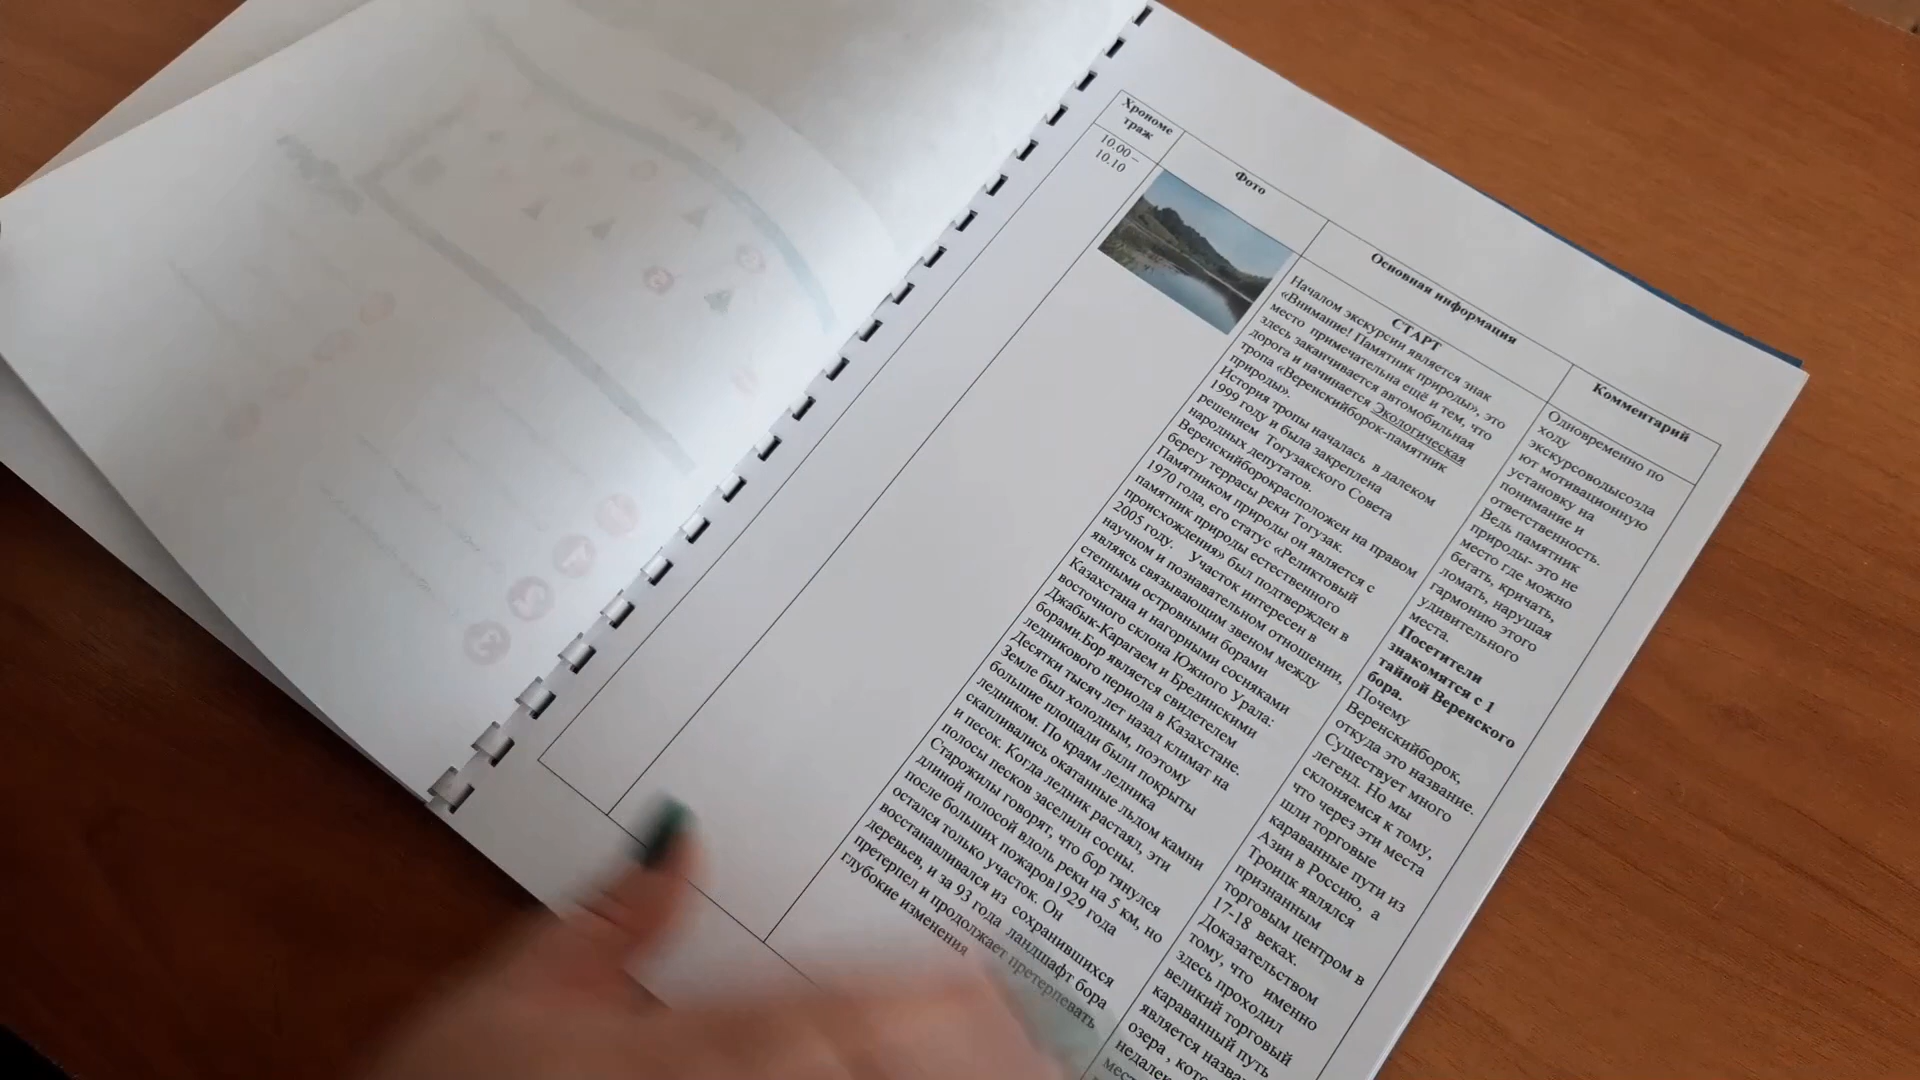 Хрономе
траж
Фото
Основная информация
Комментарий
10.00 –
10.10
СТАРТ
Началом экскурсии является знак
«Внимание! Памятник природы», это
место примечательна ещё и тем, что
здесь заканчивается автомобильная
дорога и начинается Экологическая
тропа «Веренскийборок-памятник
природы».
История тропы началась в далеком
1999 году и была закреплена
решением Тогузакского Совета
народных депутатов.
Веренскийборокрасположен на правом
берегу террасы реки Тогузак.
Памятником природы он является с
1970 года, его статус «Реликтовый
памятник природы естественного
происхождения» был подтвержден в
2005 году. Участок интересен в
научном и познавательном отношении,
являясь связывающим звеном между
степными островными борами
Казахстана и нагорными сосняками
восточного склона Южного Урала:
Джабык-Карагаем и Брединскими
борами.Бор является свидетелем
ледникового периода в Казахстане.
Десятки тысяч лет назад климат на
Земле был холодным, поэтому
большие площади были покрыты
ледником. По краям ледника
скапливались окатанные льдом камни
и песок. Когда ледник растаял, эти
полосы песков заселили сосны.
Старожилы говорят, что бор тянулся
длиной полосой вдоль реки на 5 км, но
после больших пожаров1929 года
остался только участок. Он
восстанавливался из сохранившихся
деревьев, и за 93 года ландшафт бора
претерпел и продолжает претерпевать
глубокие изменения
Одновременно по
ходу
экскурсоводысозда
ют мотивационную
установку на
понимание и
ответственность.
Ведь памятник
природы- это не
место где можно
бегать, кричать,
ломать, нарушая
гармонию этого
удивительного
места.
Посетители
знакомятся с 1
тайной Веренского
бора.
Почему
Веренскийборок,
откуда это название.
Существует много
легенд. Но мы
склоняемся к тому,
что через эти места
шли торговые
караванные пути из
Азии в Россию, а
Троицк являлся
признанным
торговым центром в
17-18 веках.
Доказательством
тому, что именно
здесь проходил
великий торговый
караванный путь
является назва
озера , кото
недалек
мест